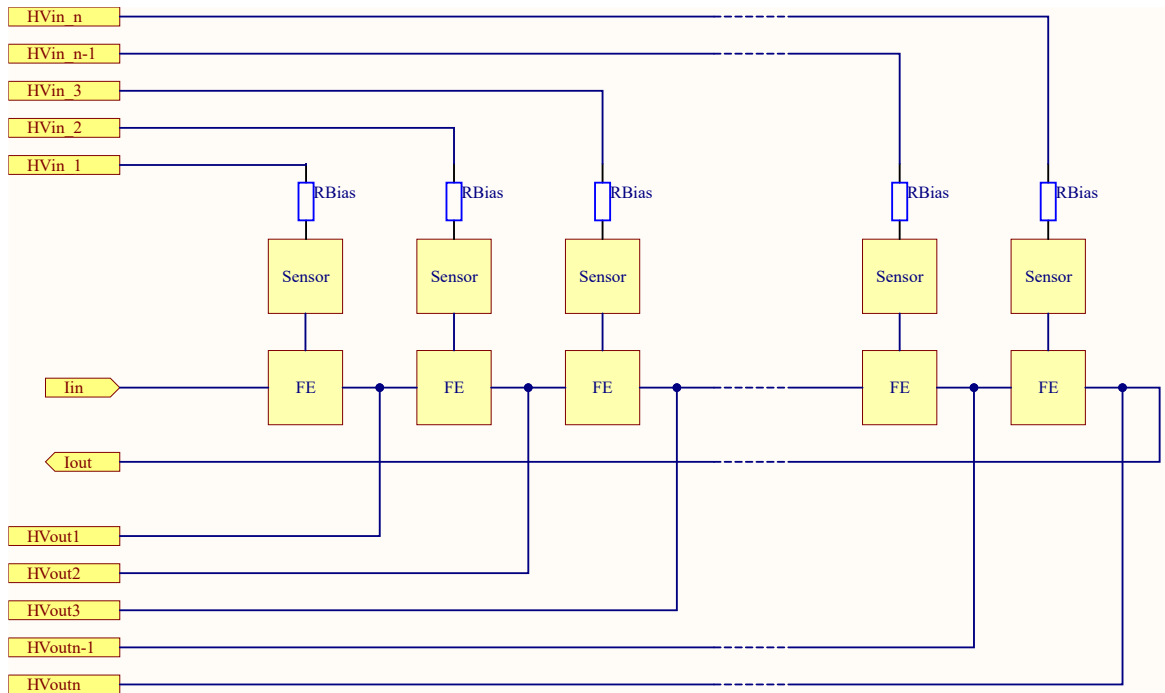 HVin_n
HVin_n-1
HVin_3
HVin_2
HVin_1
RBias RBias RBias RBias RBias
Sensor Sensor Sensor Sensor Sensor
Iin FE FE FE FE FE
Iout
HVout1
HVout2
HVout3
HVoutn-1
HVoutn